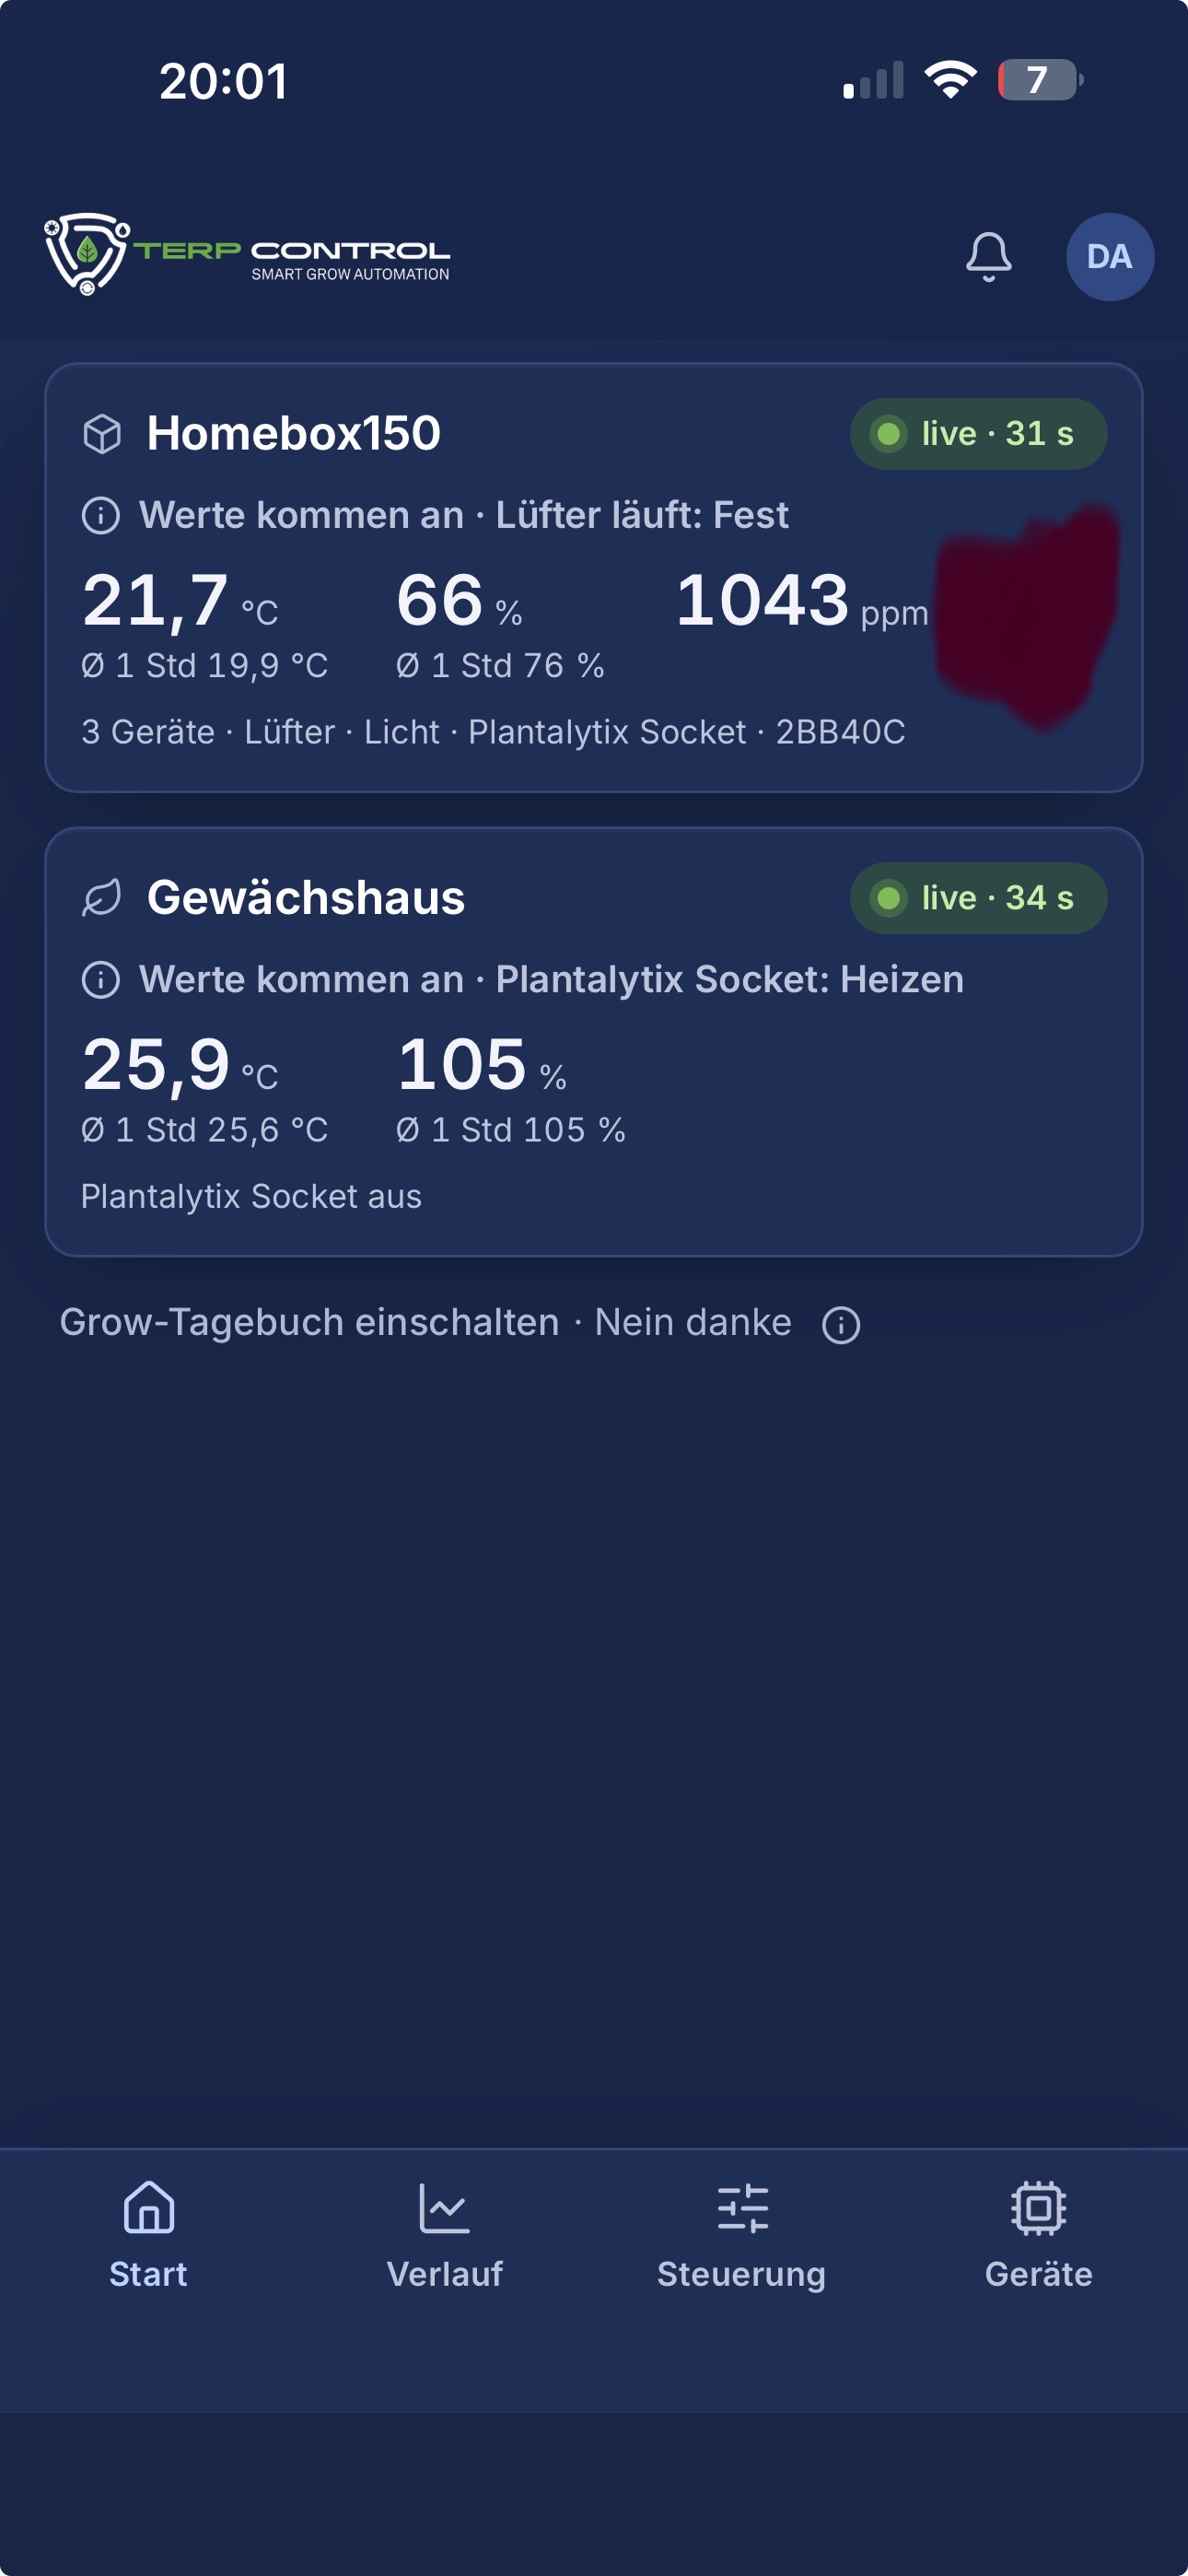 20:01
7
TERP CONTROL
SMART GROW AUTOMATION
DA
Homebox150
live · 31 s
Werte kommen an · Lüfter läuft: Fest
21,7 °C 66 % 1043 ppm
Ø 1 Std 19,9 °C Ø 1 Std 76 %
3 Geräte · Lüfter · Licht · Plantalytix Socket · 2BB40C
Gewächshaus
live · 34 s
Werte kommen an · Plantalytix Socket: Heizen
25,9 °C 105 %
Ø 1 Std 25,6 °C Ø 1 Std 105 %
Plantalytix Socket aus
Grow-Tagebuch einschalten · Nein danke
Start Verlauf Steuerung Geräte